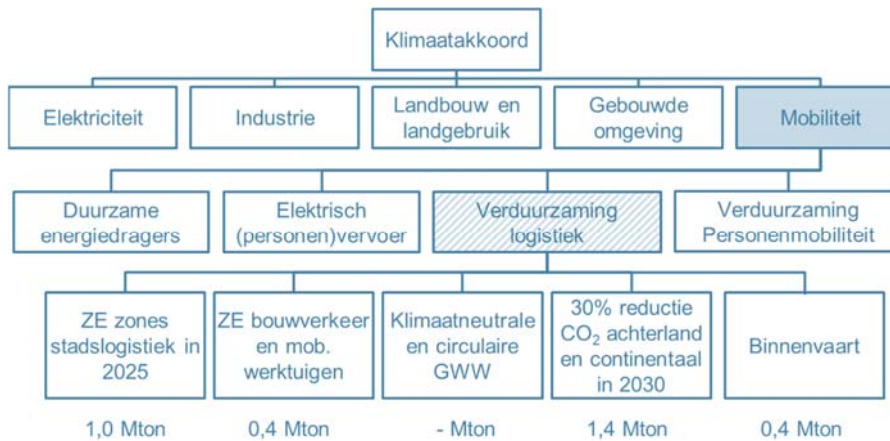 Klimaatakkoord
Elektriciteit
Industrie
Landbouw en
landgebruik
Gebouwde
omgeving
Mobiliteit
Duurzame
energiedragers
Elektrisch
(personen)vervoer
Verduurzaming
logistiek
Verduurzaming
Personenmobiliteit
ZE zones
stadslogistiek in
2025
ZE bouwverkeer
en mob.
werktuigen
Klimaatneutrale
en circulaire
GWW
30% reductie
CO₂ achterland
en continentaal
in 2030
Binnenvaart
1,0 Mton
0,4 Mton
- Mton
1,4 Mton
0,4 Mton